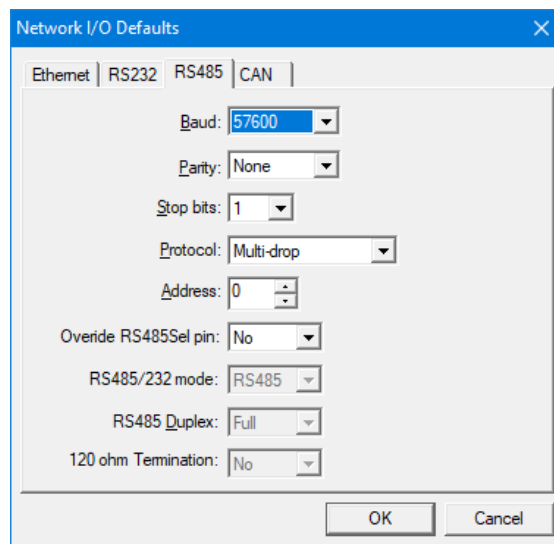 Network I/O Defaults
Ethernet RS232 RS485 CAN
Baud: 57600
Parity: None
Stop bits: 1
Protocol: Multi-drop
Address: 0
Overide RS485Sel pin: No
RS485/232 mode: RS485
RS485 Duplex: Full
120 ohm Termination: No
OK Cancel